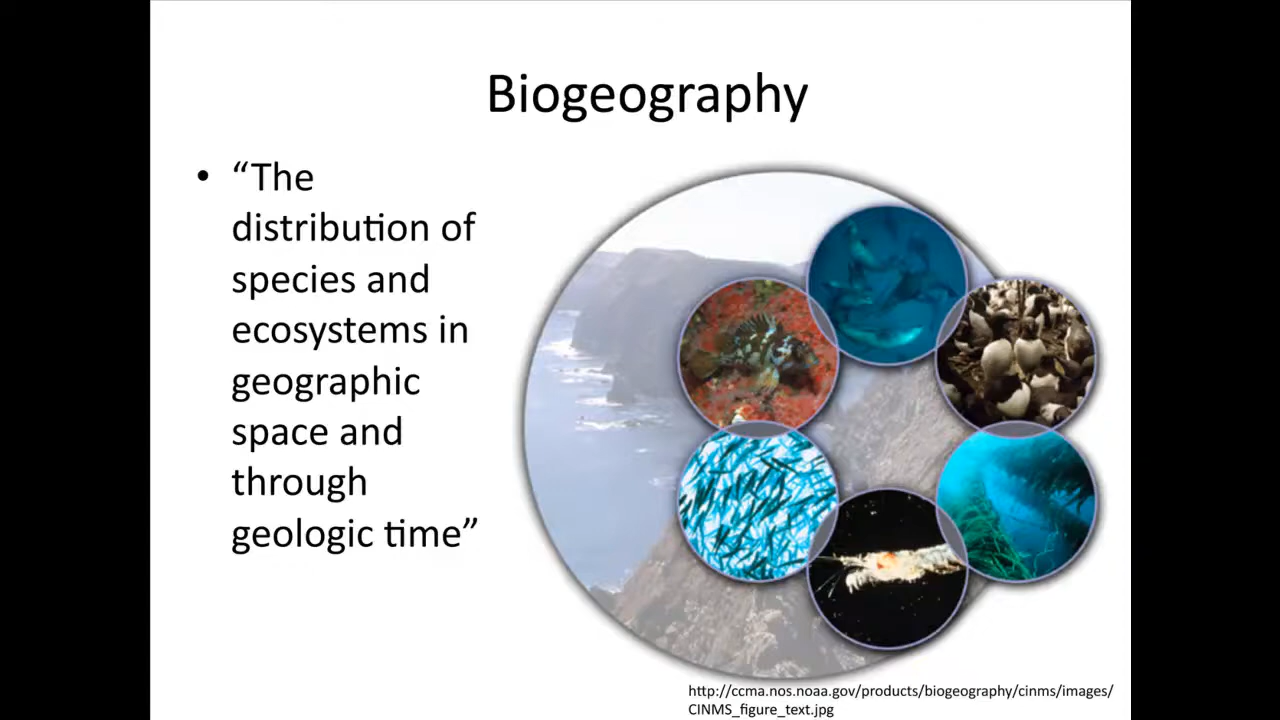 Biogeography
• “The
distribution of
species and
ecosystems in
geographic
space and
through
geologic time”
http://ccma.nos.noaa.gov/products/biogeography/cinms/images/
CINMS_figure_text.jpg